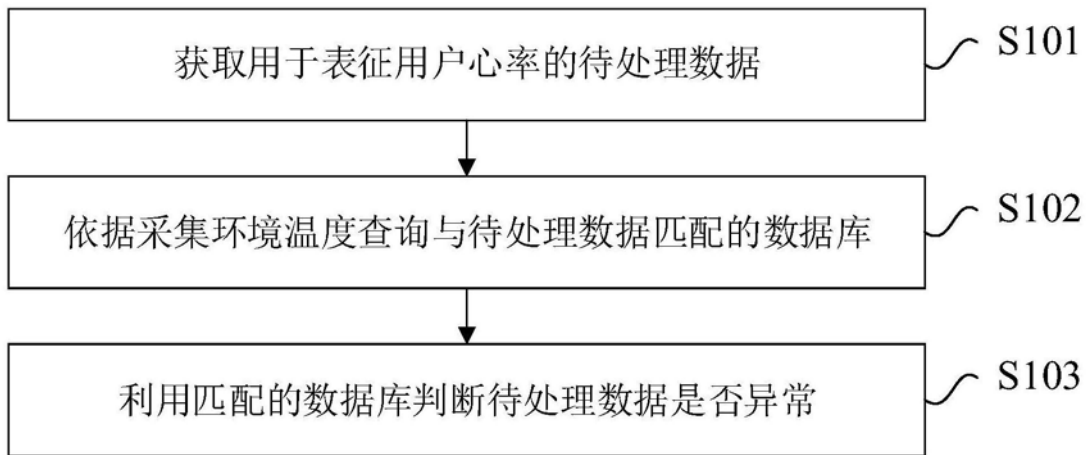 获取用于表征用户心率的待处理数据
S101
依据采集环境温度查询与待处理数据匹配的数据库
S102
利用匹配的数据库判断待处理数据是否异常
S103